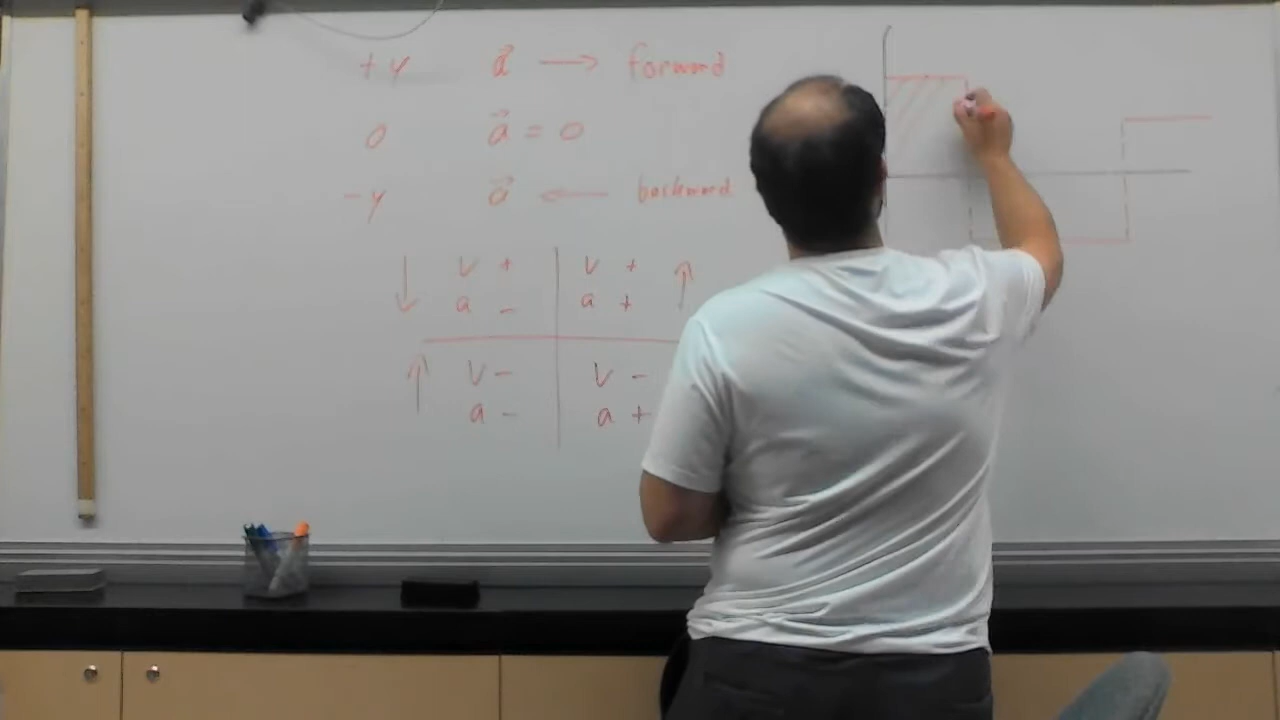 +y a⃗ → forward
0 a⃗ = 0
-y a⃗ ← backward
↓ v + v + ↑
a - a +
↑ v - v -
a - a +